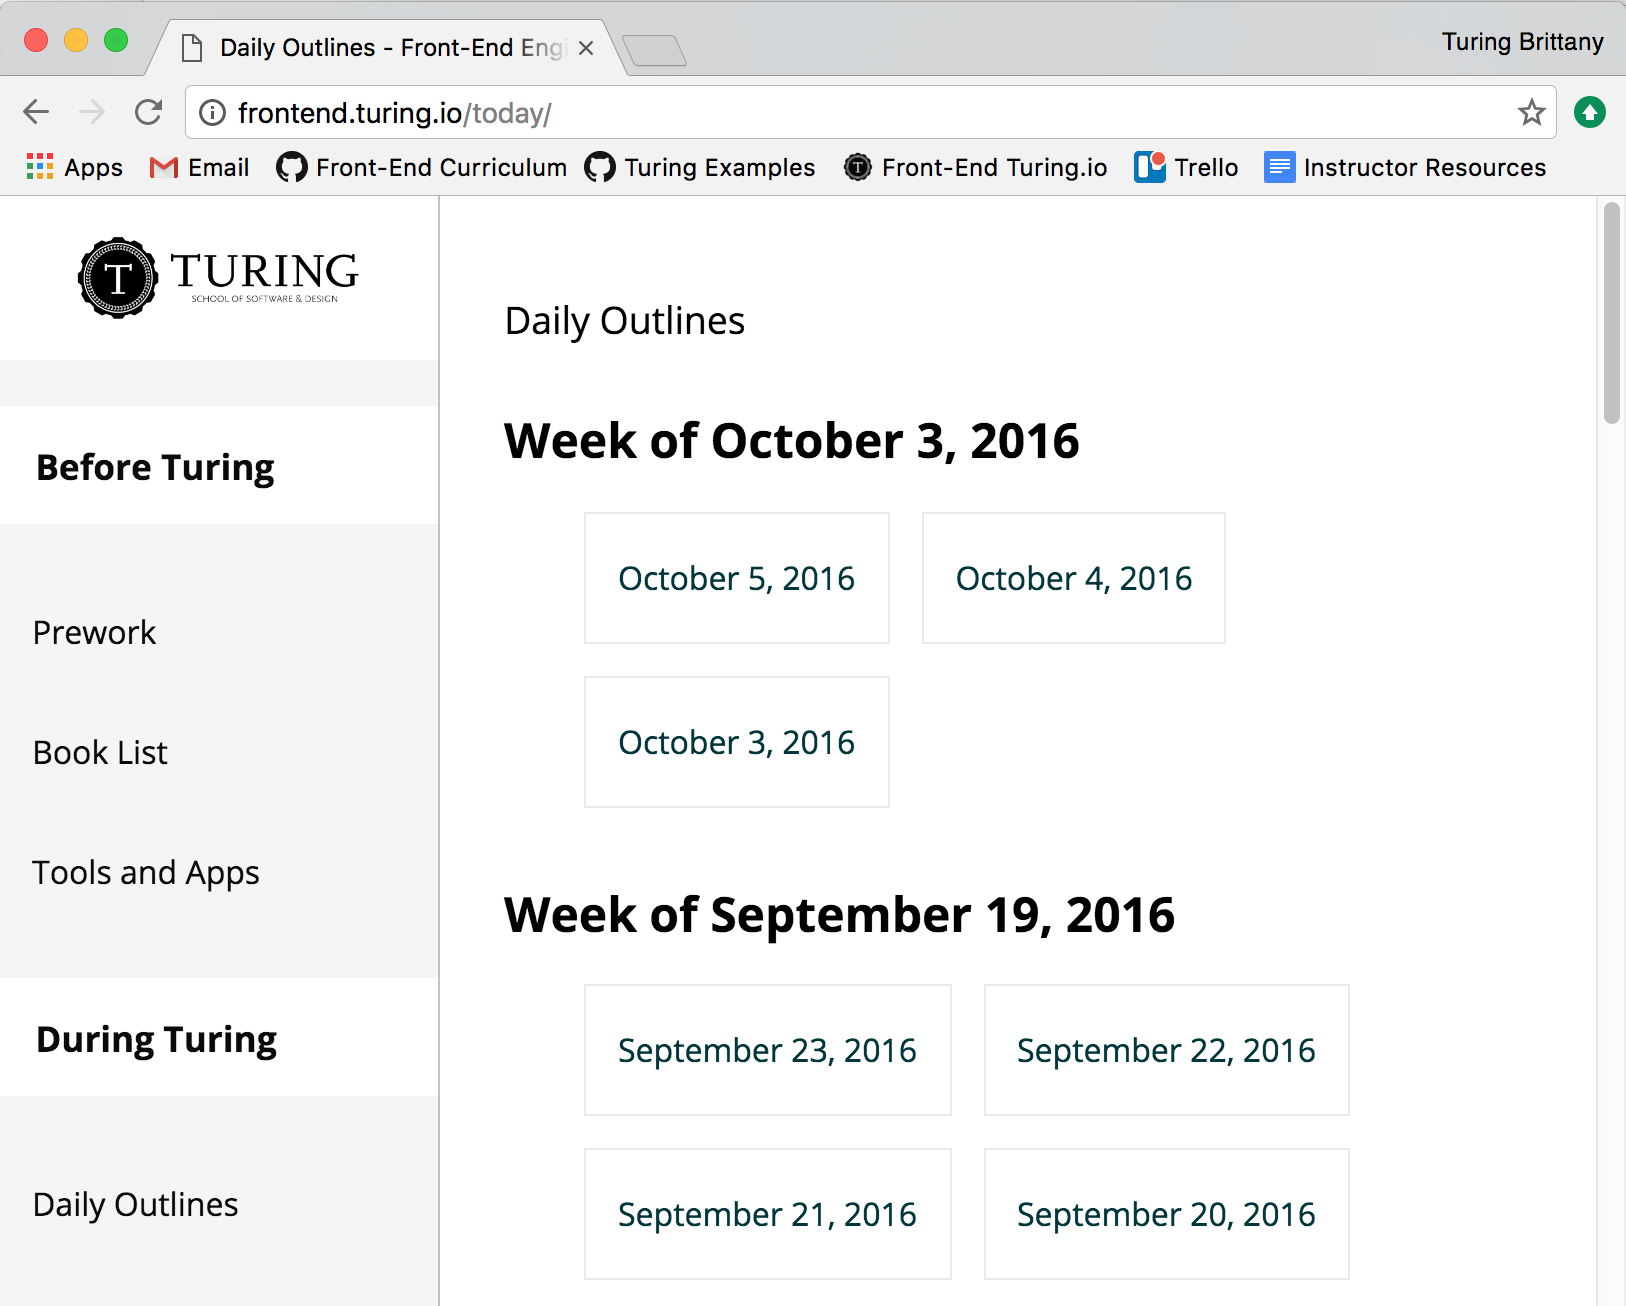 Daily Outlines - Front-End Engi
Turing Brittany
frontend.turing.io/today/
Apps Email Front-End Curriculum Turing Examples Front-End Turing.io Trello Instructor Resources
T TURING
SCHOOL OF SOFTWARE & DESIGN
Before Turing
Prework
Book List
Tools and Apps
During Turing
Daily Outlines
Daily Outlines
Week of October 3, 2016
October 5, 2016 October 4, 2016
October 3, 2016
Week of September 19, 2016
September 23, 2016 September 22, 2016
September 21, 2016 September 20, 2016